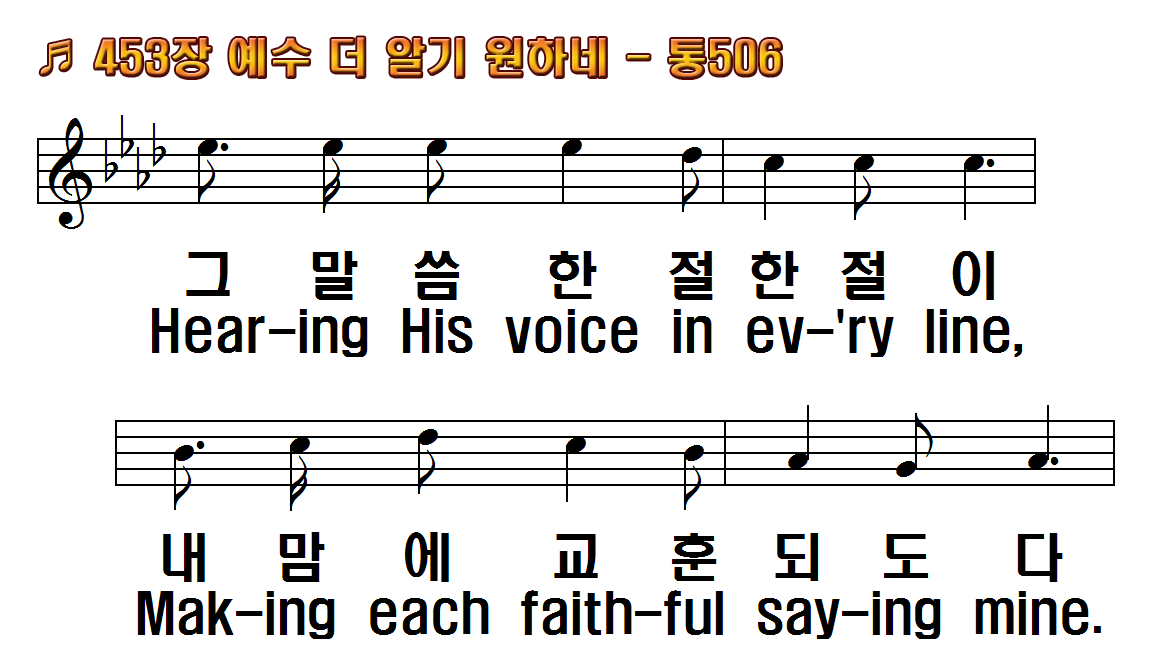 ♬ 453장 예수 더 알기 원하네 - 통506
그 말 씀 한 절 한 절 이
Hear-ing His voice in ev-'ry line,
내 맘 에 교 훈 되 도 다
Mak-ing each faith-ful say-ing mine.